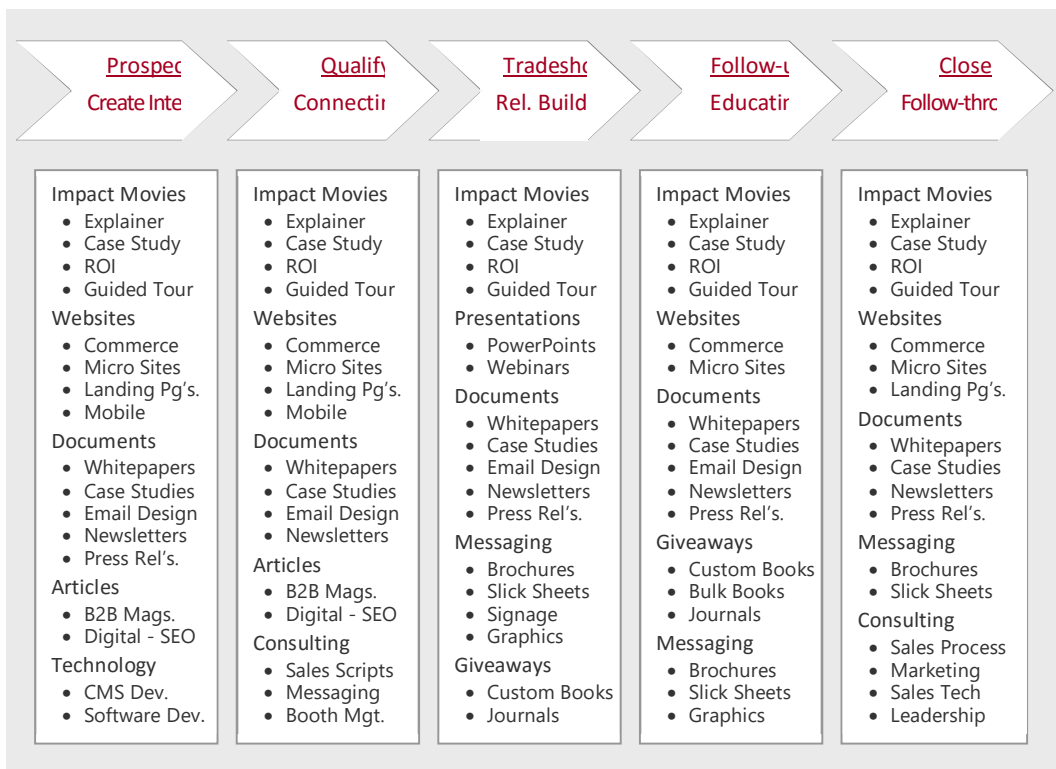 Prospec
Create Inte
Qualify
Connectin
Tradesho
Rel. Build
Follow-u
Educatin
Close
Follow-thro
Impact Movies
• Explainer
• Case Study
• ROI
• Guided Tour
Websites
• Commerce
• Micro Sites
• Landing Pg’s.
• Mobile
Documents
• Whitepapers
• Case Studies
• Email Design
• Newsletters
• Press Rel’s.
Articles
• B2B Mags.
• Digital - SEO
Technology
• CMS Dev.
• Software Dev.
Impact Movies
• Explainer
• Case Study
• ROI
• Guided Tour
Websites
• Commerce
• Micro Sites
• Landing Pg’s.
• Mobile
Documents
• Whitepapers
• Case Studies
• Email Design
• Newsletters
Articles
• B2B Mags.
• Digital - SEO
Consulting
• Sales Scripts
• Messaging
• Booth Mgt.
Impact Movies
• Explainer
• Case Study
• ROI
• Guided Tour
Presentations
• PowerPoints
• Webinars
Documents
• Whitepapers
• Case Studies
• Email Design
• Newsletters
• Press Rel’s.
Messaging
• Brochures
• Slick Sheets
• Signage
• Graphics
Giveaways
• Custom Books
• Journals
Impact Movies
• Explainer
• Case Study
• ROI
• Guided Tour
Websites
• Commerce
• Micro Sites
Documents
• Whitepapers
• Case Studies
• Email Design
• Newsletters
• Press Rel’s.
Giveaways
• Custom Books
• Bulk Books
• Journals
Messaging
• Brochures
• Slick Sheets
• Graphics
Impact Movies
• Explainer
• Case Study
• ROI
• Guided Tour
Websites
• Commerce
• Micro Sites
• Landing Pg’s.
Documents
• Whitepapers
• Case Studies
• Newsletters
• Press Rel’s.
Messaging
• Brochures
• Slick Sheets
Consulting
• Sales Process
• Marketing
• Sales Tech
• Leadership